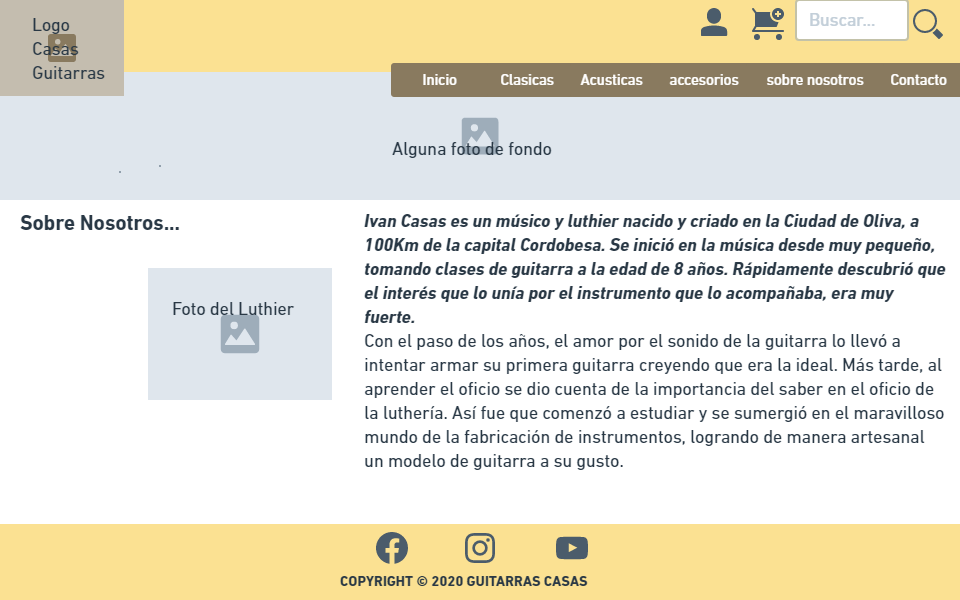 Logo
Casas
Guitarras
Buscar...
Inicio Clasicas Acusticas accesorios sobre nosotros Contacto
Alguna foto de fondo
Sobre Nosotros...
Foto del Luthier
Ivan Casas es un músico y luthier nacido y criado en la Ciudad de Oliva, a
100Km de la capital Cordobesa. Se inició en la música desde muy pequeño,
tomando clases de guitarra a la edad de 8 años. Rápidamente descubrió que
el interés que lo unía por el instrumento que lo acompañaba, era muy
fuerte.
Con el paso de los años, el amor por el sonido de la guitarra lo llevó a
intentar armar su primera guitarra creyendo que era la ideal. Más tarde, al
aprender el oficio se dio cuenta de la importancia del saber en el oficio de
la luthería. Así fue que comenzó a estudiar y se sumergió en el maravilloso
mundo de la fabricación de instrumentos, logrando de manera artesanal
un modelo de guitarra a su gusto.
COPYRIGHT © 2020 GUITARRAS CASAS